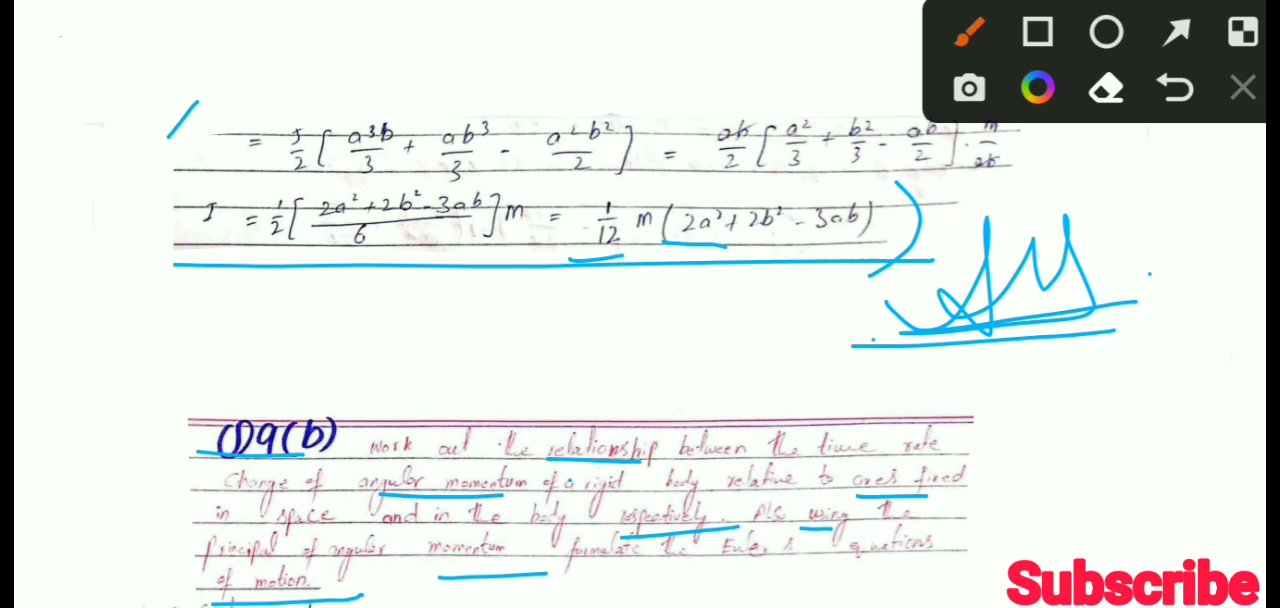 = J/2 [ a³b/3 + ab³/3 - a²b²/2 ] = ab/2 [ a²/3 + b²/3 - ab/2 ] . m/ab
I = 1/2 [ 2a²+2b²-3ab/6 ] m = 1/12 m (2a²+2b²-3ab)
Q9(b) work out the relationship between the time rate
change of angular momentum of a rigid body relative to axes fixed
in space and in the body respectively. Also using the
Principal of angular momentum formulate the Euler's equations
of motion.
Subscribe